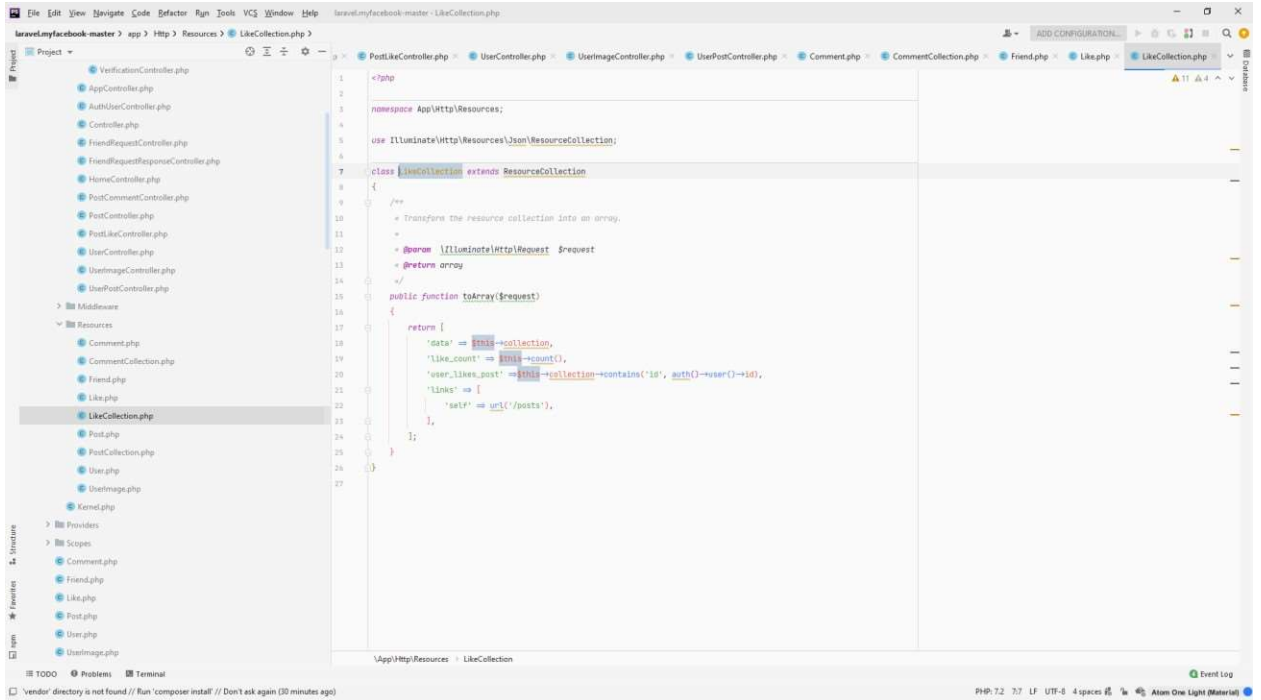 File Edit View Navigate Code Refactor Run Tools VCS Window Help laravel.myfacebook-master - LikeCollection.php
laravel.myfacebook-master > app > Http > Resources > LikeCollection.php >
ADD CONFIGURATION...
Project
PostLikeController.php UserController.php UserImageController.php UserPostController.php Comment.php CommentCollection.php Friend.php Like.php LikeCollection.php
Project
Database
Structure
Favorites
npm
VerificationController.php
AppController.php
AuthUserController.php
Controller.php
FriendRequestController.php
FriendRequestResponseController.php
HomeController.php
PostCommentController.php
PostController.php
PostLikeController.php
UserController.php
UserImageController.php
UserPostController.php
> Middleware
Resources
Comment.php
CommentCollection.php
Friend.php
Like.php
LikeCollection.php
Post.php
PostCollection.php
User.php
UserImage.php
Kernel.php
> Providers
> Scopes
Comment.php
Friend.php
Like.php
Post.php
User.php
UserImage.php
11 4
1 <?php
2
3 namespace App\Http\Resources;
4
5 use Illuminate\Http\Resources\Json\ResourceCollection;
6
7 class LikeCollection extends ResourceCollection
8 {
9 /**
10 * Transform the resource collection into an array.
11 *
12 * @param \Illuminate\Http\Request $request
13 * @return array
14 */
15 public function toArray($request)
16 {
17 return [
18 'data' => $this->collection,
19 'like_count' => $this->count(),
20 'user_likes_post' =>$this->collection->contains('id', auth()->user()->id),
21 'links' => [
22 'self' => url('/posts'),
23 ],
24 ];
25 }
26 }
27
\App\Http\Resources > LikeCollection
TODO Problems Terminal
Event Log
'vendor' directory is not found // Run 'composer install' // Don't ask again (30 minutes ago)
PHP: 7.2 7:7 LF UTF-8 4 spaces Atom One Light (Material)